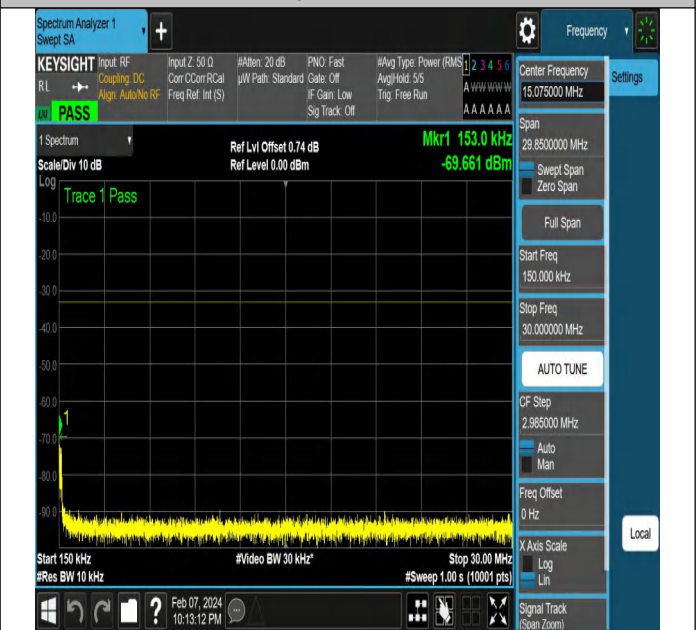 Spectrum Analyzer 1
Swept SA
Frequency
KEYSIGHT
RL
PASS
Input: RF
Coupling: DC
Align: Auto/No RF
Input Z: 50 Ω
Corr CCorr RCal
Freq Ref: Int (S)
#Atten: 20 dB
µW Path: Standard
PNO: Fast
Gate: Off
IF Gain: Low
Sig Track: Off
#Avg Type: Power (RMS
Avg|Hold: 5/5
Trig: Free Run
1 2 3 4 5 6
A W W W W W
A A A A A A
1 Spectrum
Scale/Div 10 dB
Ref Lvl Offset 0.74 dB
Ref Level 0.00 dBm
Mkr1 153.0 kHz
-69.661 dBm
Log
Trace 1 Pass
-10.0
-20.0
-30.0
-40.0
-50.0
-60.0
1
-70.0
-80.0
-90.0
Start 150 kHz
#Res BW 10 kHz
#Video BW 30 kHz*
Stop 30.00 MHz
#Sweep 1.00 s (10001 pts)
Feb 07, 2024
10:13:12 PM
Center Frequency
15.075000 MHz
Settings
Span
29.8500000 MHz
Swept Span
Zero Span
Full Span
Start Freq
150.000 kHz
Stop Freq
30.000000 MHz
AUTO TUNE
CF Step
2.985000 MHz
Auto
Man
Freq Offset
0 Hz
Local
X Axis Scale
Log
Lin
Signal Track
(Span Zoom)